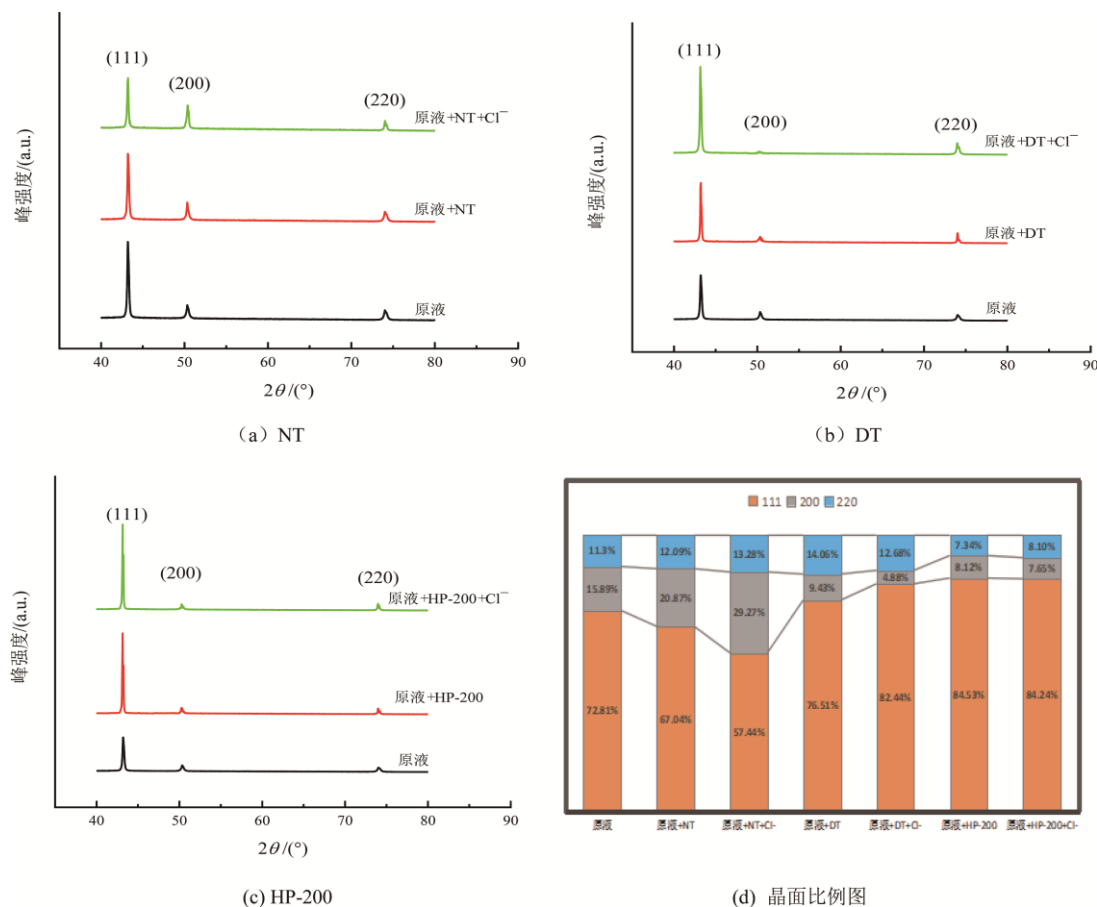 (111)
(200)
(220)
原液+NT+Cl⁻
原液+NT
原液
峰强度/(a.u.)
40 50 60 70 80 90
2θ/(°)
（a）NT
(111)
(200)
(220)
原液+DT+Cl⁻
原液+DT
原液
峰强度/(a.u.)
40 50 60 70 80 90
2θ/(°)
（b）DT
(111)
(200)
(220)
原液+HP-200+Cl⁻
原液+HP-200
原液
峰强度/(a.u.)
40 50 60 70 80 90
2θ/(°)
(c) HP-200
111 200 220
11.3% 12.09% 13.28% 14.06% 12.68% 7.34% 8.10%
15.89% 20.87% 29.27% 9.43% 4.88% 8.12% 7.65%
72.81% 67.04% 57.44% 76.51% 82.44% 84.53% 84.24%
原液 原液+NT 原液+NT+Cl- 原液+DT 原液+DT+Cl- 原液+HP-200 原液+HP-200+Cl-
(d) 晶面比例图